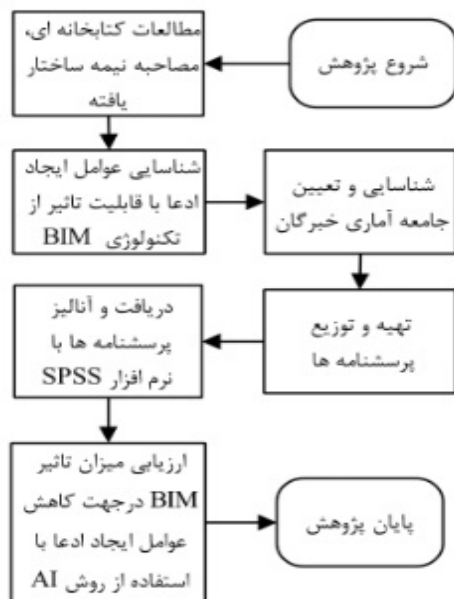 شروع پژوهش
مطالعات کتابخانه ای،
مصاحبه نیمه ساختار
یافته
شناسایی عوامل ایجاد
ادعا با قابلیت تاثیر از
تکنولوژی BIM
شناسایی و تعیین
جامعه آماری خبرگان
تهیه و توزیع
پرسشنامه ها
دریافت و آنالیز
پرسشنامه ها با
نرم افزار SPSS
ارزیابی میزان تاثیر
BIM درجهت کاهش
عوامل ایجاد ادعا با
استفاده از روش AI
پایان پژوهش